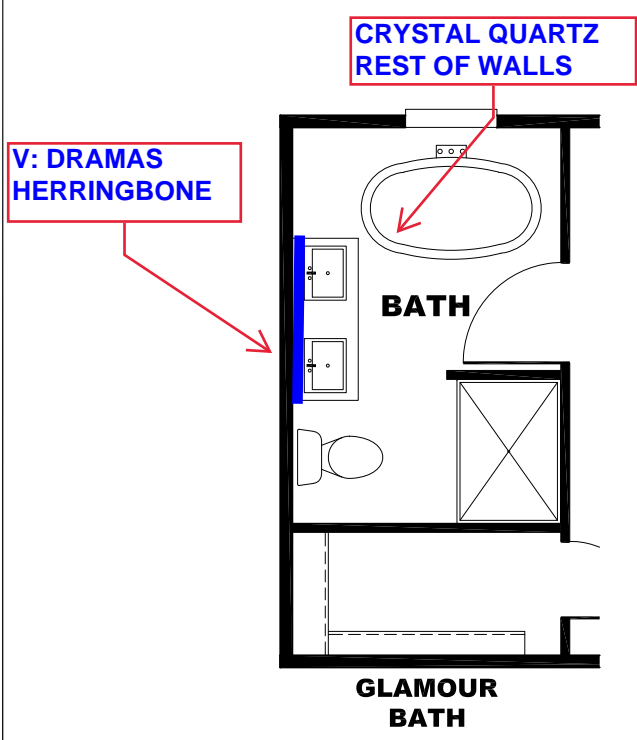 CRYSTAL QUARTZ
REST OF WALLS
V: DRAMAS
HERRINGBONE
BATH
GLAMOUR
BATH